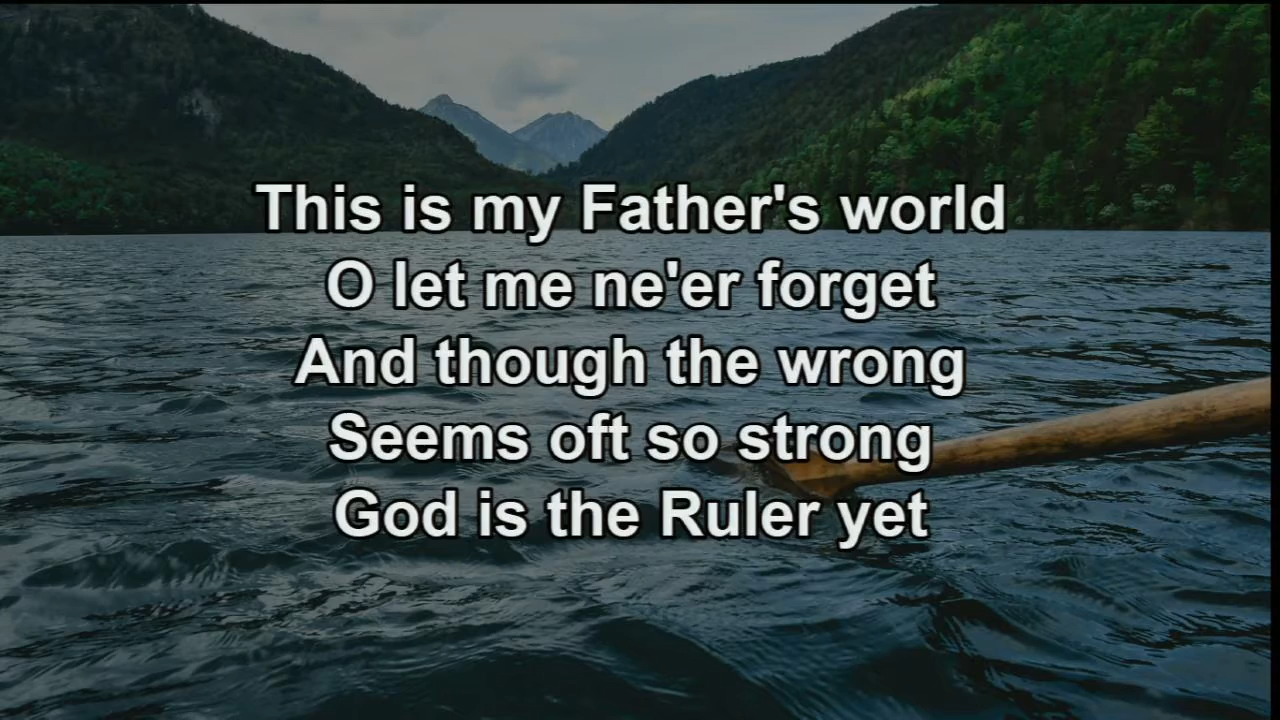 This is my Father's world
O let me ne'er forget
And though the wrong
Seems oft so strong
God is the Ruler yet